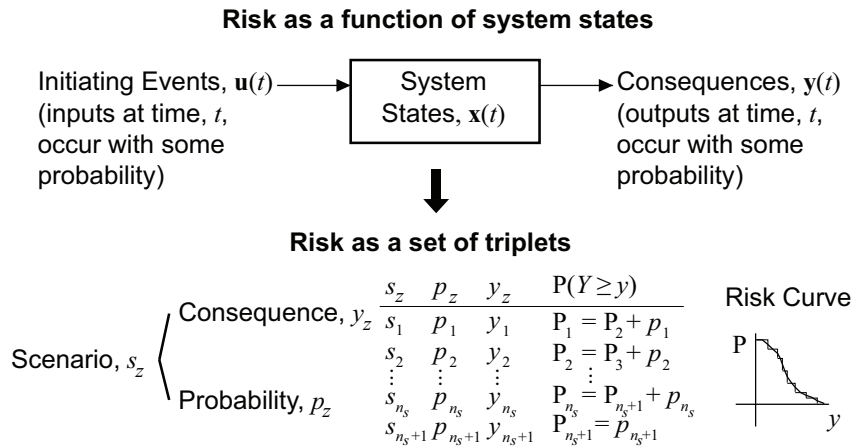 Risk as a function of system states
Initiating Events, u(t)
(inputs at time, t,
occur with some
probability)
System
States, x(t)
Consequences, y(t)
(outputs at time, t,
occur with some
probability)
Risk as a set of triplets
Scenario, s_z
Consequence, y_z
Probability, p_z
s_z p_z y_z P(Y ≥ y)
s_1 p_1 y_1 P_1 = P_2 + p_1
s_2 p_2 y_2 P_2 = P_3 + p_2
⋮ ⋮ ⋮ ⋮
s_{n_s} p_{n_s} y_{n_s} P_{n_s} = P_{n_s+1} + p_{n_s}
s_{n_s+1} p_{n_s+1} y_{n_s+1} P_{n_s+1} = p_{n_s+1}
Risk Curve
P
y